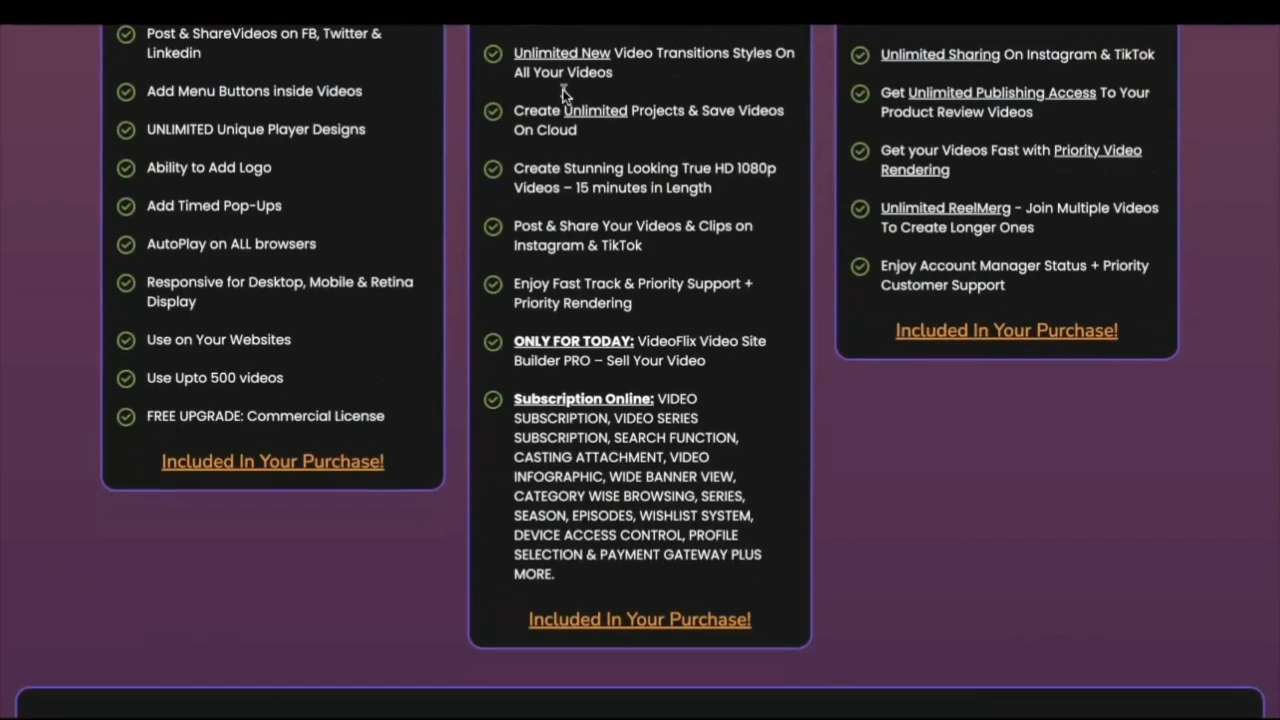 Post & ShareVideos on FB, Twitter &
Linkedin
Add Menu Buttons inside Videos
UNLIMITED Unique Player Designs
Ability to Add Logo
Add Timed Pop-Ups
AutoPlay on ALL browsers
Responsive for Desktop, Mobile & Retina
Display
Use on Your Websites
Use Upto 500 videos
FREE UPGRADE: Commercial License
Included In Your Purchase!
Unlimited New Video Transitions Styles On
All Your Videos
Create Unlimited Projects & Save Videos
On Cloud
Create Stunning Looking True HD 1080p
Videos – 15 minutes in Length
Post & Share Your Videos & Clips on
Instagram & TikTok
Enjoy Fast Track & Priority Support +
Priority Rendering
ONLY FOR TODAY: VideoFlix Video Site
Builder PRO – Sell Your Video
Subscription Online: VIDEO
SUBSCRIPTION, VIDEO SERIES
SUBSCRIPTION, SEARCH FUNCTION,
CASTING ATTACHMENT, VIDEO
INFOGRAPHIC, WIDE BANNER VIEW,
CATEGORY WISE BROWSING, SERIES,
SEASON, EPISODES, WISHLIST SYSTEM,
DEVICE ACCESS CONTROL, PROFILE
SELECTION & PAYMENT GATEWAY PLUS
MORE.
Included In Your Purchase!
Unlimited Sharing On Instagram & TikTok
Get Unlimited Publishing Access To Your
Product Review Videos
Get your Videos Fast with Priority Video
Rendering
Unlimited ReelMerg - Join Multiple Videos
To Create Longer Ones
Enjoy Account Manager Status + Priority
Customer Support
Included In Your Purchase!